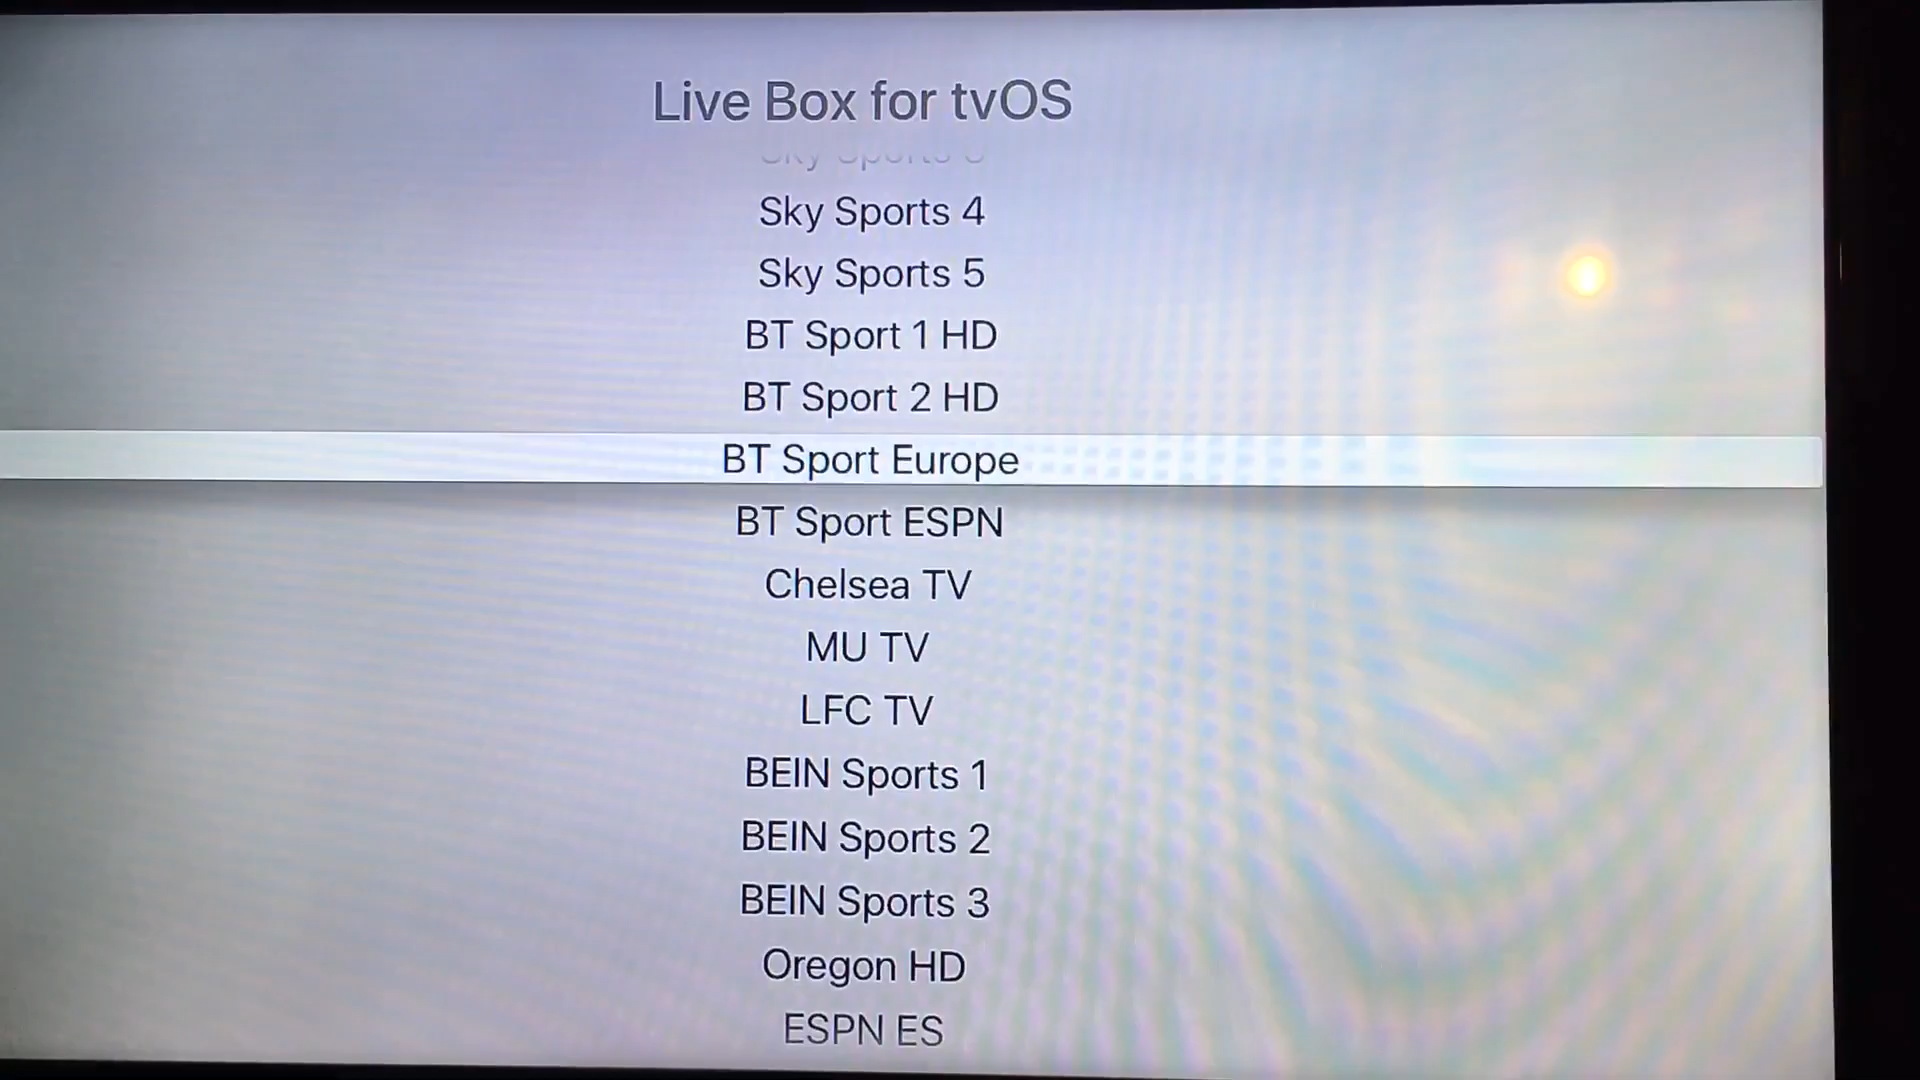 Live Box for tvOS
Sky Sports 4
Sky Sports 5
BT Sport 1 HD
BT Sport 2 HD
BT Sport Europe
BT Sport ESPN
Chelsea TV
MU TV
LFC TV
BEIN Sports 1
BEIN Sports 2
BEIN Sports 3
Oregon HD
ESPN ES